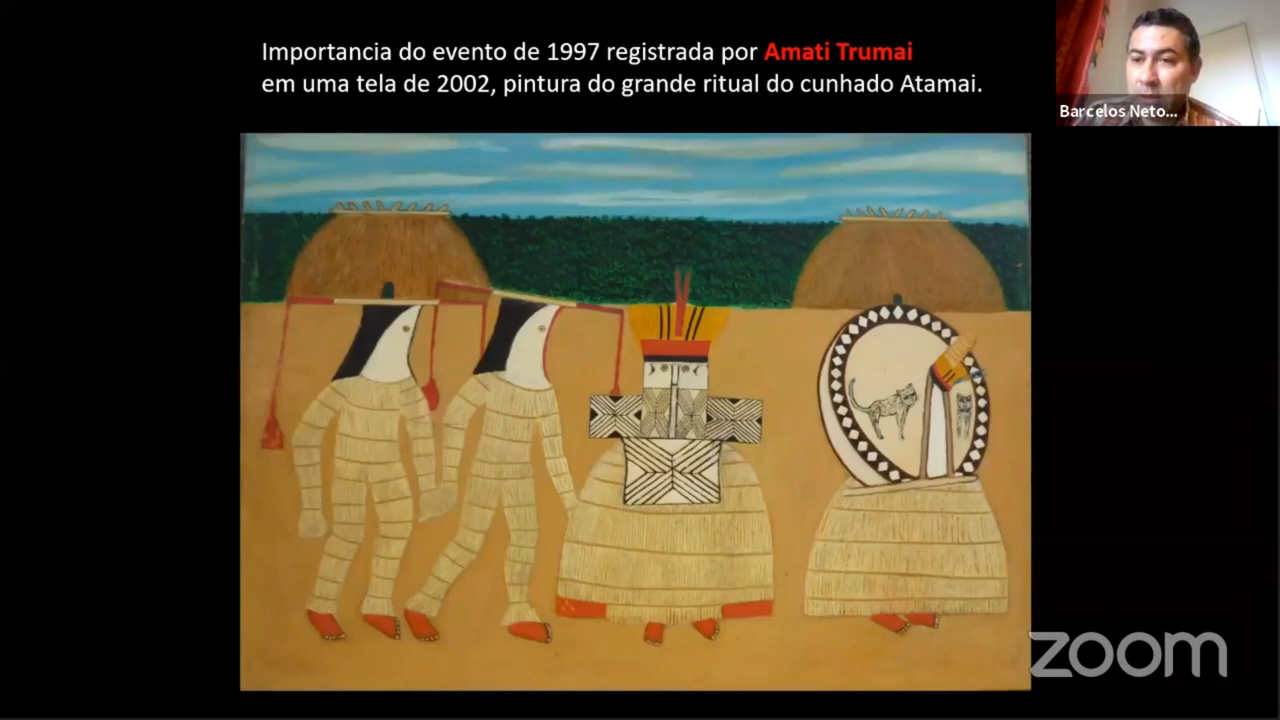 Importancia do evento de 1997 registrada por Amati Trumai
em uma tela de 2002, pintura do grande ritual do cunhado Atamai.
Barcelos Neto...
zoom